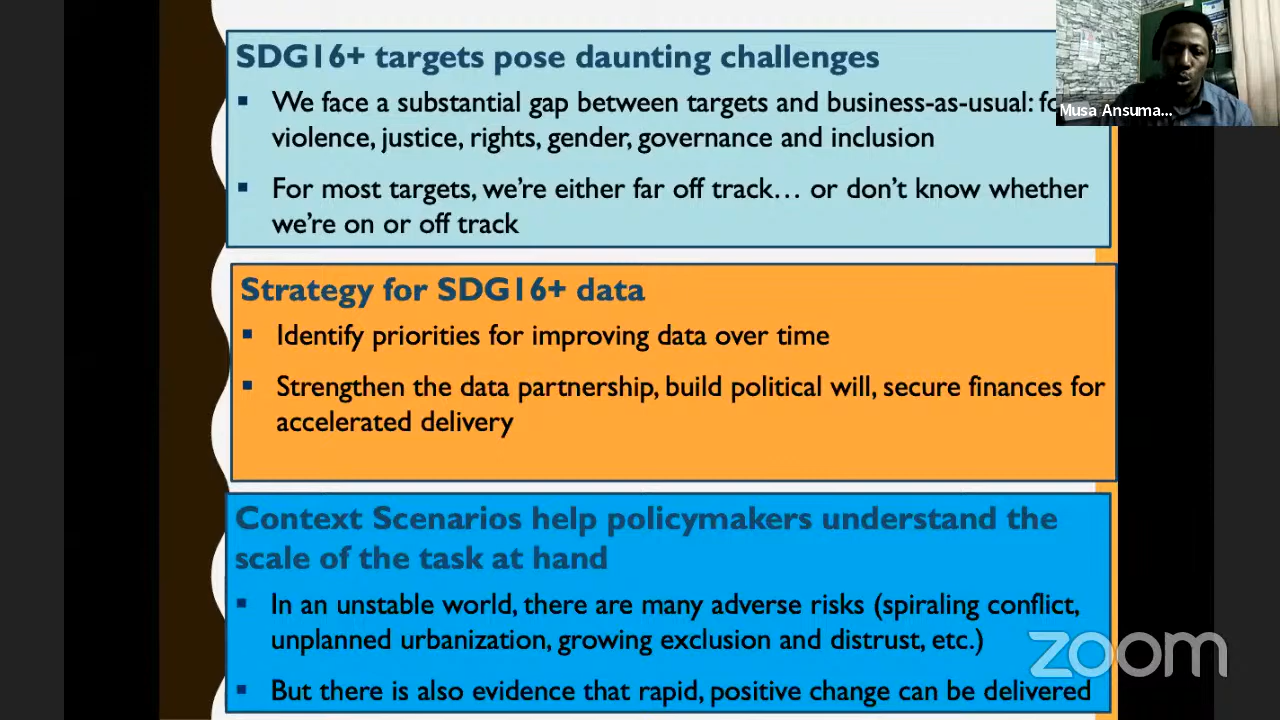 SDG16+ targets pose daunting challenges
▪ We face a substantial gap between targets and business-as-usual:
violence, justice, rights, gender, governance and inclusion
▪ For most targets, we're either far off track… or don't know whether
we're on or off track
Musa Ansuma...
Strategy for SDG16+ data
▪ Identify priorities for improving data over time
▪ Strengthen the data partnership, build political will, secure finances for
accelerated delivery
Context Scenarios help policymakers understand the
scale of the task at hand
▪ In an unstable world, there are many adverse risks (spiraling conflict,
unplanned urbanization, growing exclusion and distrust, etc.)
▪ But there is also evidence that rapid, positive change can be delivered
zoom